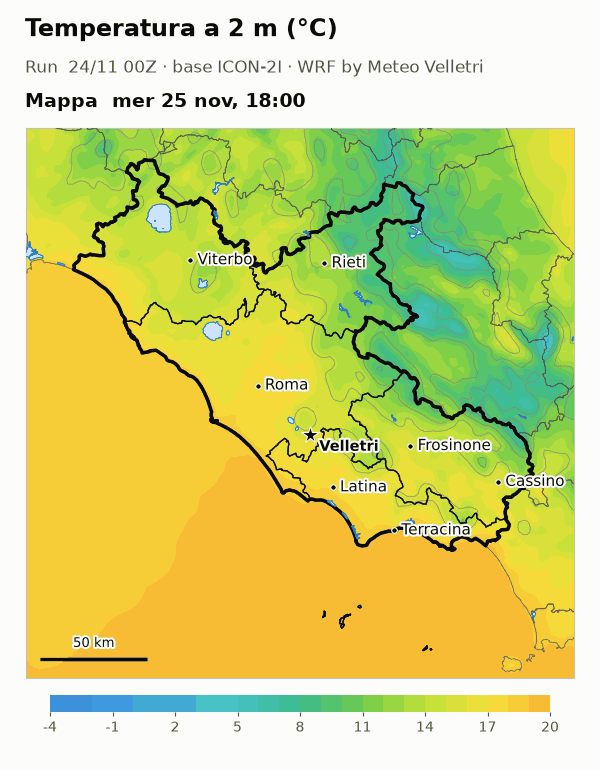 Temperatura a 2 m (°C)
Run  24/11 00Z · base ICON-2I · WRF by Meteo Velletri
Mappa  mer 25 nov, 18:00
Viterbo
Rieti
Roma
Velletri
Frosinone
Latina
Cassino
Terracina
50 km
-4 -1 2 5 8 11 14 17 20